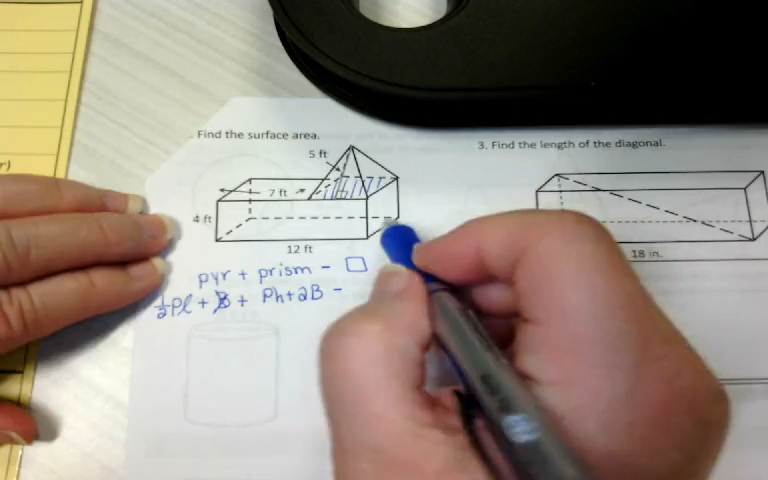 r)
. Find the surface area.
3. Find the length of the diagonal.
5 ft
7 ft
4 ft
12 ft
18 in.
pyr + prism - □
½Pl + B + Ph+2B -